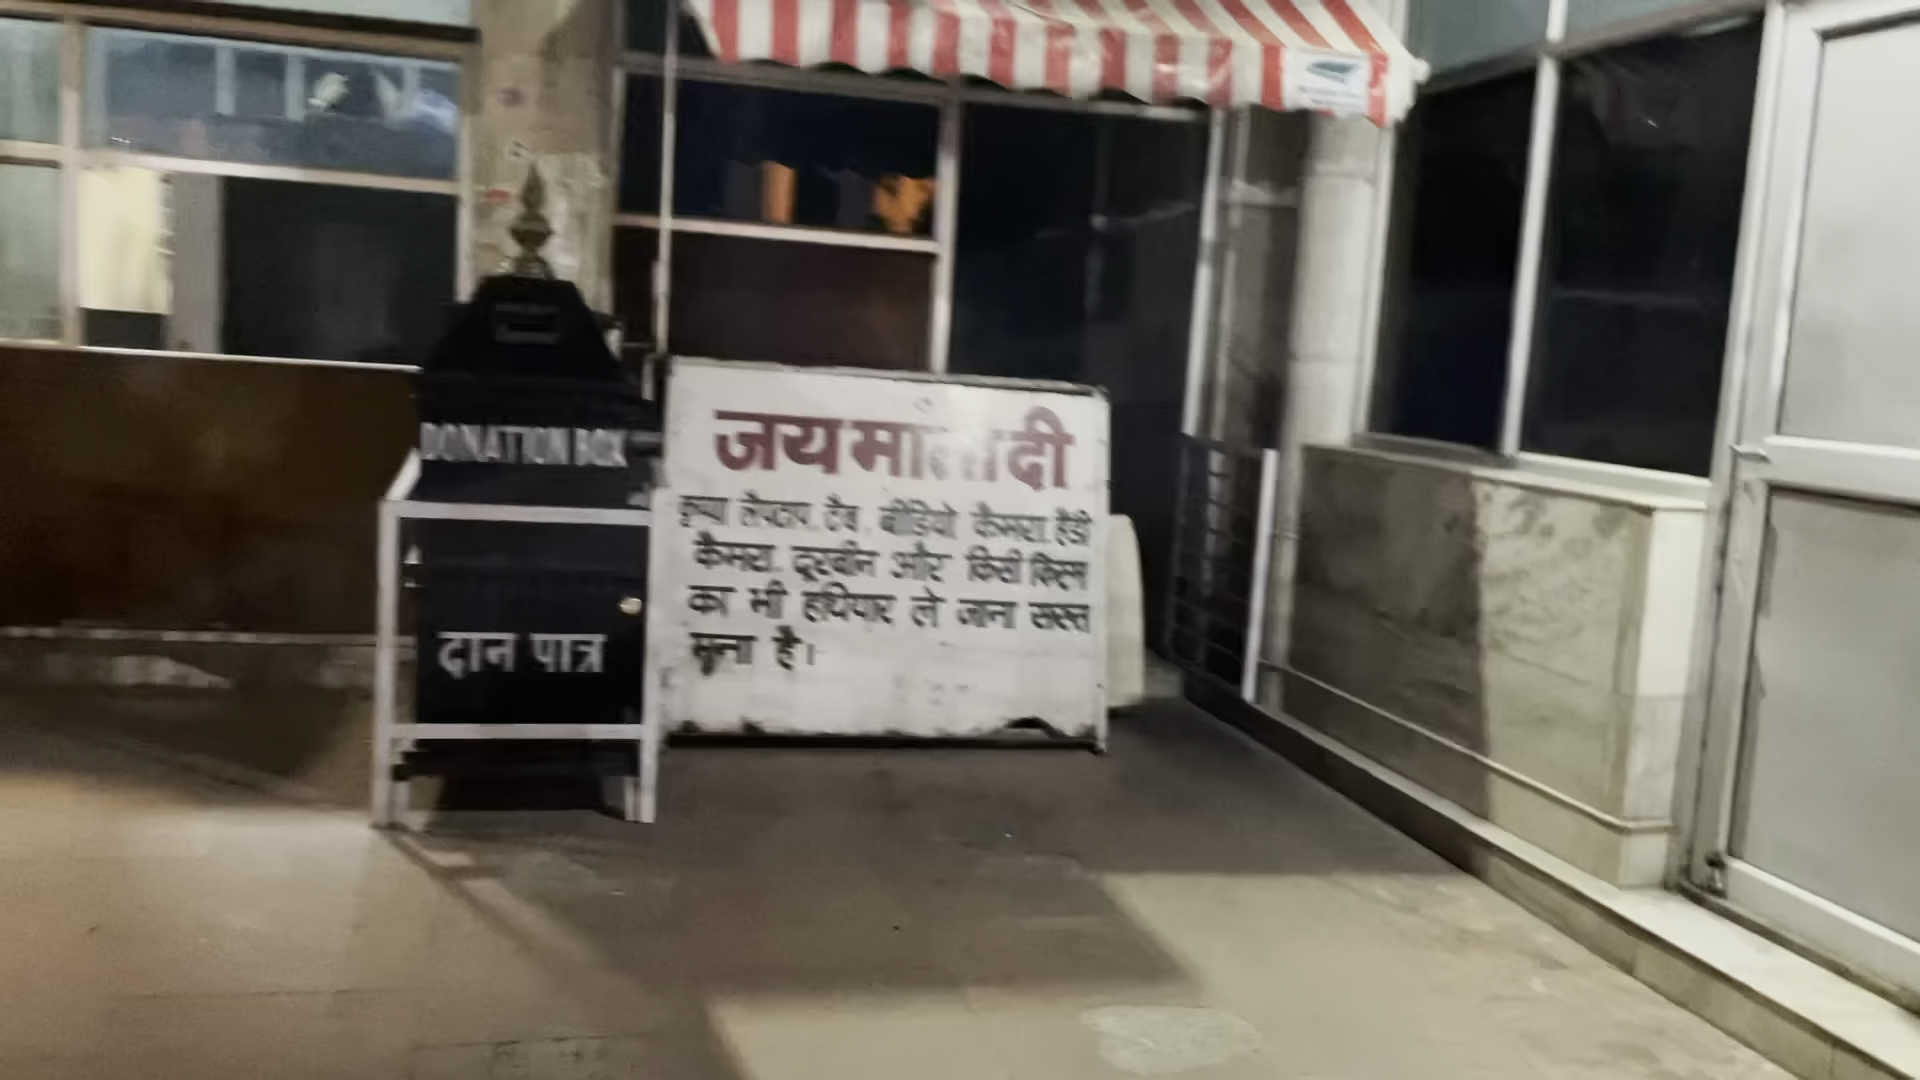 DONATION BOX
दान पात्र
जय माता दी
कृप्या लैपटाप. टैब. बीडियो कैमरा. हैंडी
कैमरा. दूरबीन और किसी किस्म
का भी हथियार ले जाना सख्त
मना है।